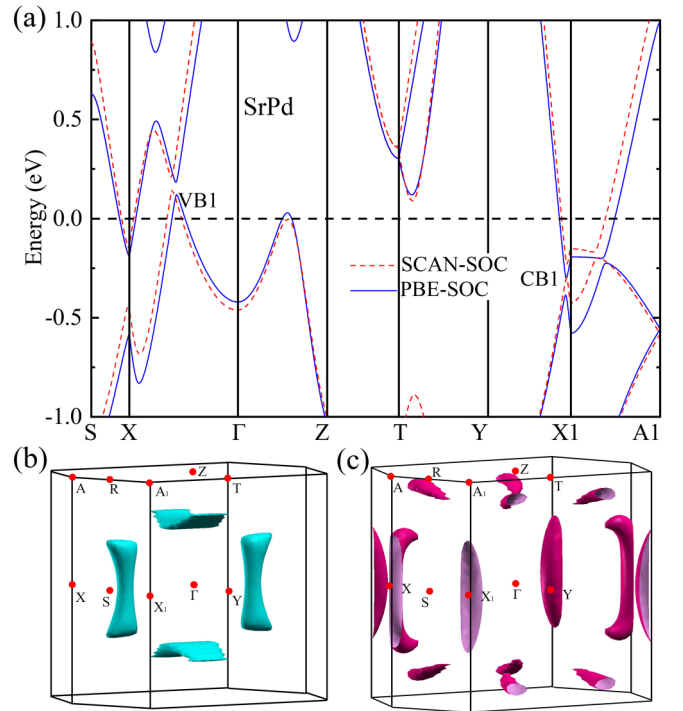 (a)
1.0
0.5
0.0
-0.5
-1.0
Energy (eV)
SrPd
VB1
CB1
SCAN-SOC
PBE-SOC
S X Γ Z T Y X1 A1
(b)
A R A₁ Z T
X S X₁ Γ Y
(c)
A R A₁ Z T
X S X₁ Γ Y